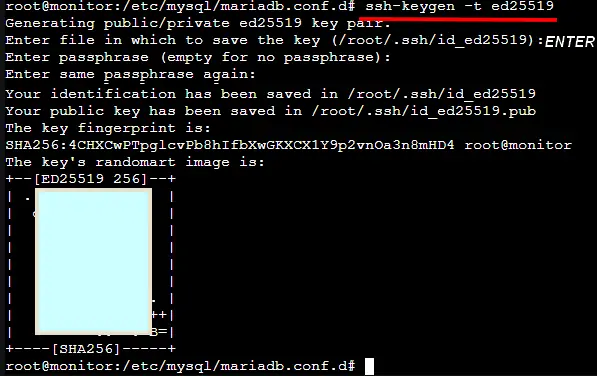 root@monitor:/etc/mysql/mariadb.conf.d# ssh-keygen -t ed25519
Generating public/private ed25519 key pair.
Enter file in which to save the key (/root/.ssh/id_ed25519):ENTER
Enter passphrase (empty for no passphrase):
Enter same passphrase again:
Your identification has been saved in /root/.ssh/id_ed25519
Your public key has been saved in /root/.ssh/id_ed25519.pub
The key fingerprint is:
SHA256:4CHXCwPTpglcvPb8hIfbXwGKXCX1Y9p2vnOa3n8mHD4 root@monitor
The key's randomart image is:
+--[ED25519 256]--+
| . |
| |
| |
| |
| |
| |
| . |
| ++|
| B=|
+----[SHA256]-----+
root@monitor:/etc/mysql/mariadb.conf.d#